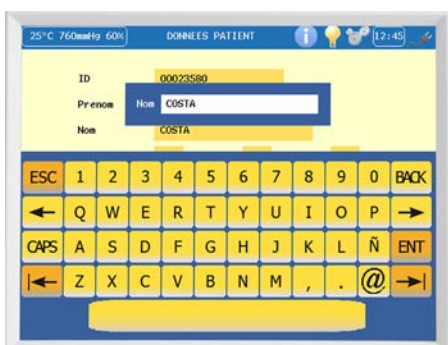 25°C 760mmHg 60% DONNEES PATIENT i 12:45
ID 00023580
Prenom
Nom COSTA
Nom COSTA
ESC 1 2 3 4 5 6 7 8 9 0 BACK
Q W E R T Y U I O P
CAPS A S D F G H J K L Ñ ENT
Z X C V B N M , . @